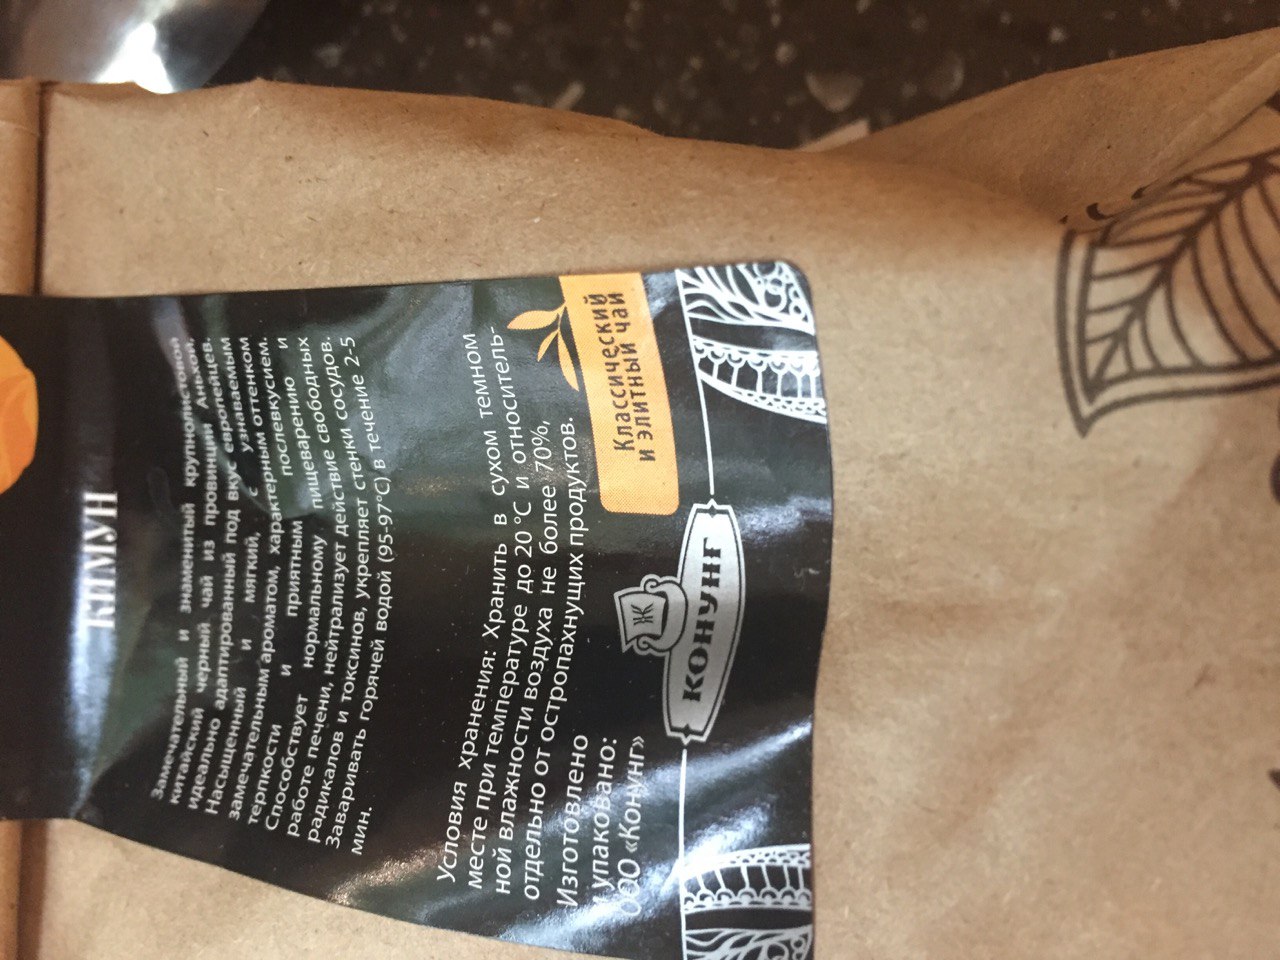 КИМУН
Замечательный и знаменитый крупнолистовой
китайский черный чай из провинции Аньхой,
идеально адаптированный под вкус европейцев.
Насыщенный и мягкий, с узнаваемым
замечательным ароматом, характерным оттенком
терпкости и приятным послевкусием.
Способствует нормальному пищеварению и
работе печени, нейтрализует действие свободных
радикалов и токсинов, укрепляет стенки сосудов.
Заваривать горячей водой (95-97°С) в течение 2-5
мин.
Условия хранения: Хранить в сухом темном
месте при температуре до 20 °С и относитель-
ной влажности воздуха не более 70%,
отдельно от остропахнущих продуктов.
Изготовлено
и упаковано:
ООО «Конунг»
Классический
и элитный чай
Ж
КОНУНГ